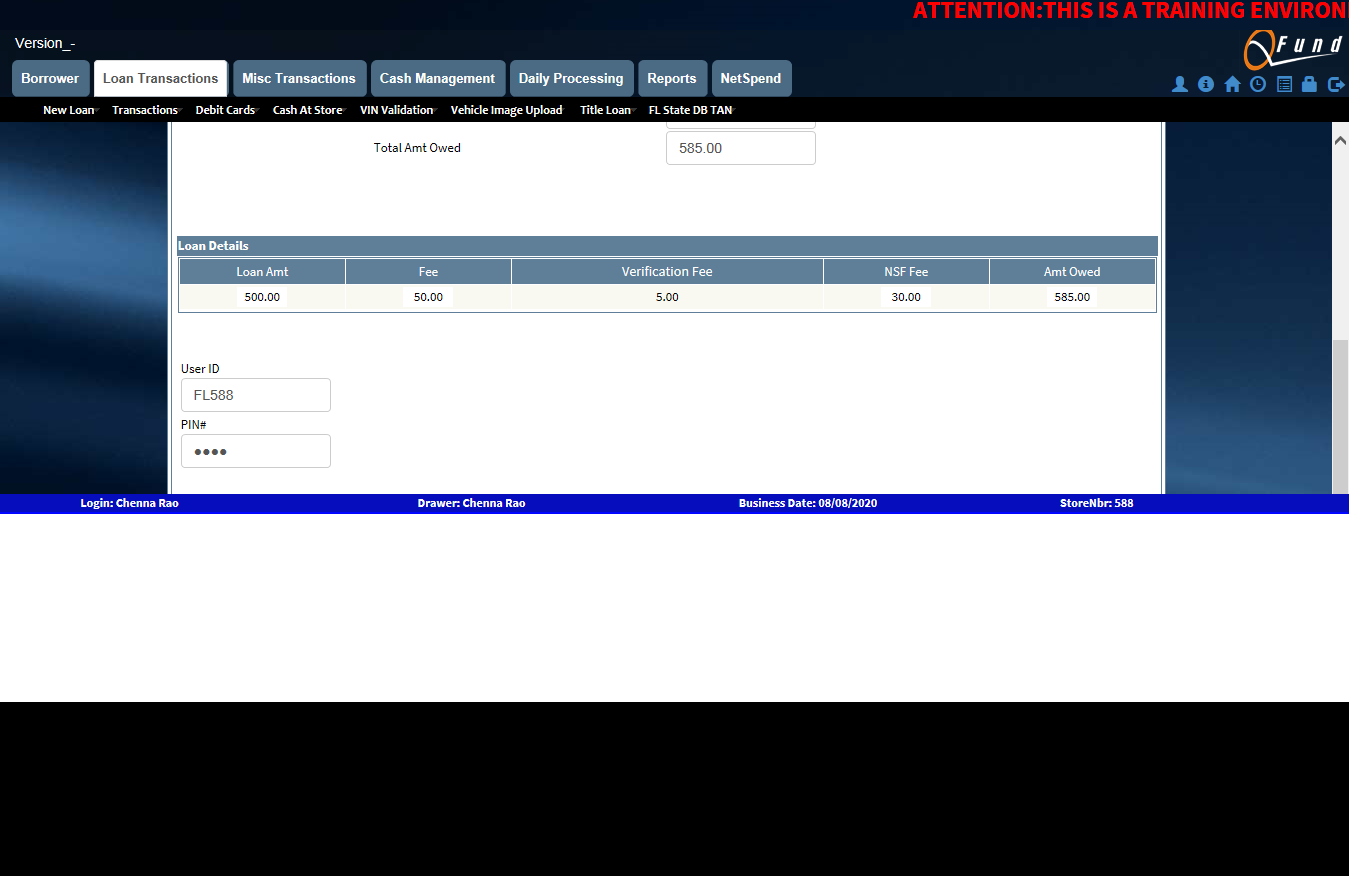 ATTENTION:THIS IS A TRAINING ENVIRON
Version_-
QFund
Borrower Loan Transactions Misc Transactions Cash Management Daily Processing Reports NetSpend
New Loan Transactions Debit Cards Cash At Store VIN Validation Vehicle Image Upload Title Loan FL State DB TAN
Total Amt Owed 585.00
Loan Details
Loan Amt Fee Verification Fee NSF Fee Amt Owed
500.00 50.00 5.00 30.00 585.00
User ID
FL588
PIN#
●●●●
Login: Chenna Rao Drawer: Chenna Rao Business Date: 08/08/2020 StoreNbr: 588